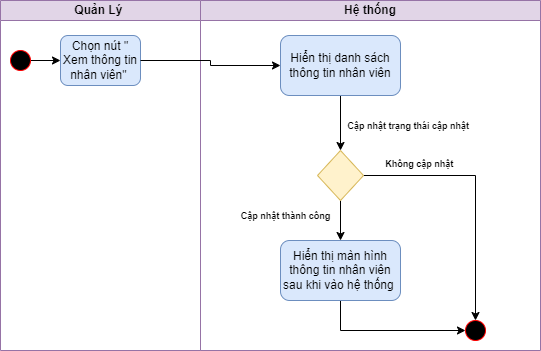 Quản Lý
Hệ thống
Chọn nút "
Xem thông tin
nhân viên"
Hiển thị danh sách
thông tin nhân viên
Cập nhật trạng thái cập nhật
Không cập nhật
Cập nhật thành công
Hiển thị màn hình
thông tin nhân viên
sau khi vào hệ thống